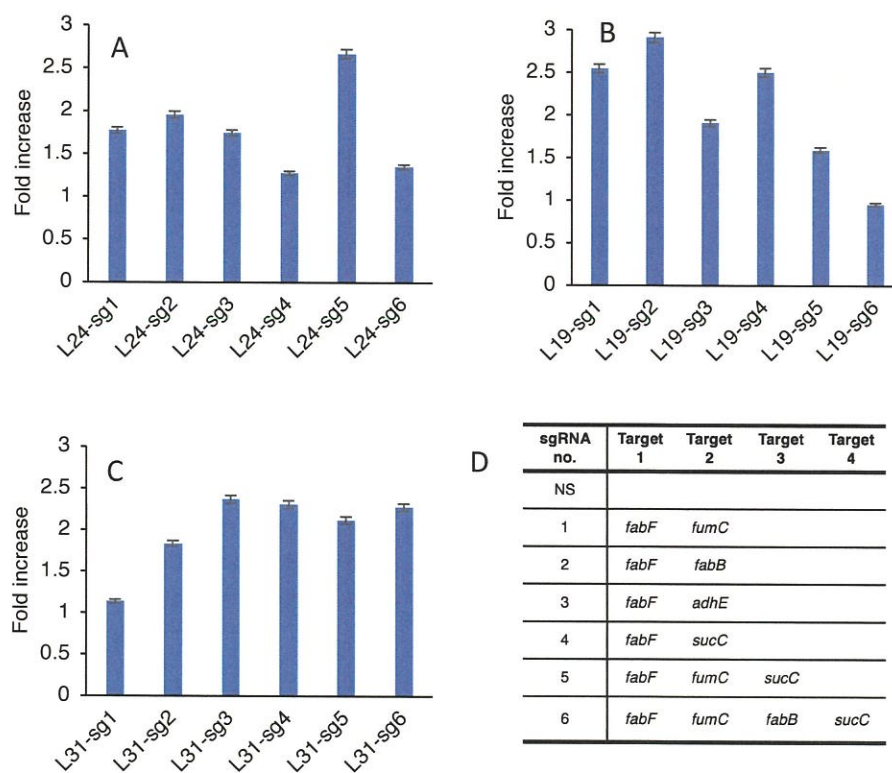 A
Fold increase
3
2.5
2
1.5
1
0.5
0
L24-sg1
L24-sg2
L24-sg3
L24-sg4
L24-sg5
L24-sg6
B
Fold increase
3
2.5
2
1.5
1
0.5
0
L19-sg1
L19-sg2
L19-sg3
L19-sg4
L19-sg5
L19-sg6
C
Fold increase
3
2.5
2
1.5
1
0.5
0
L31-sg1
L31-sg2
L31-sg3
L31-sg4
L31-sg5
L31-sg6
D
sgRNA no. Target 1 Target 2 Target 3 Target 4
NS
1 fabF fumC
2 fabF fabB
3 fabF adhE
4 fabF sucC
5 fabF fumC sucC
6 fabF fumC fabB sucC